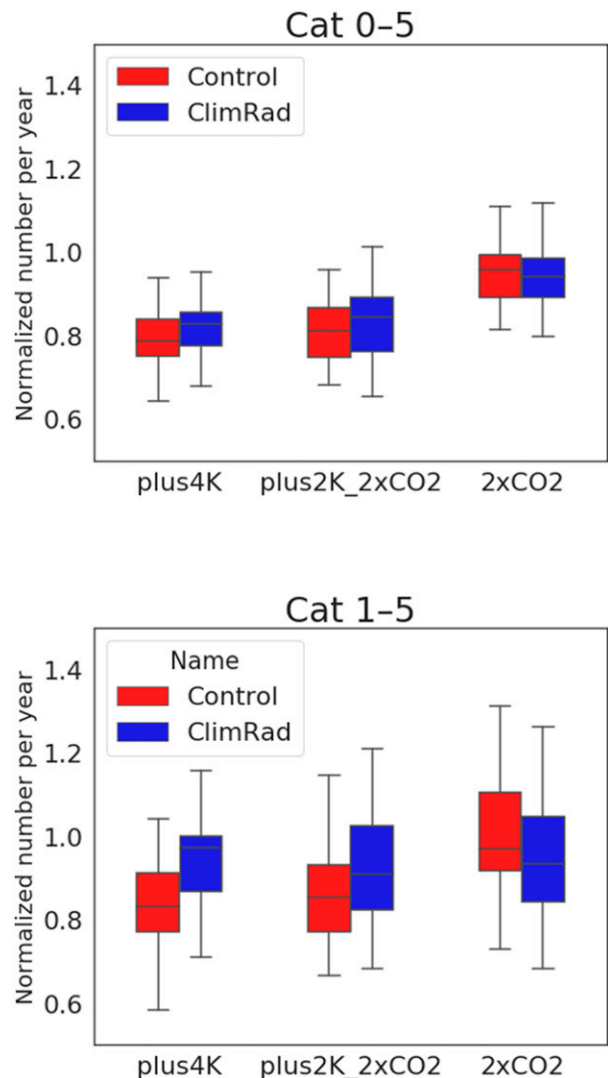 Cat 0–5
Control
ClimRad
Normalized number per year
1.4
1.2
1.0
0.8
0.6
plus4K plus2K_2xCO2 2xCO2
Cat 1–5
Name
Control
ClimRad
Normalized number per year
1.4
1.2
1.0
0.8
0.6
plus4K plus2K_2xCO2 2xCO2